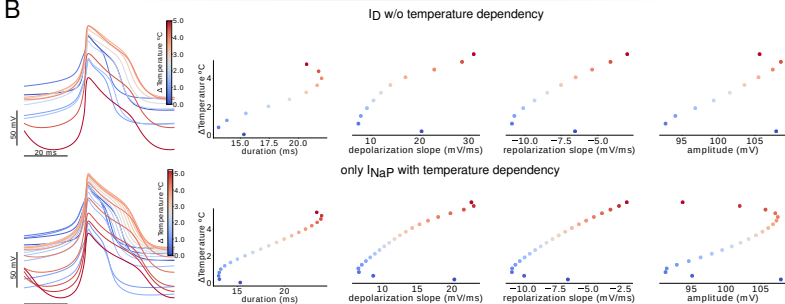 B
I_D w/o temperature dependency
5.0
4.0
3.0
2.0
1.0
0.0
Δ Temperature °C
50 mV
20 ms
ΔTemperature °C
4
2
0
15.0 17.5 20.0
duration (ms)
10 20 30
depolarization slope (mV/ms)
−10.0 −7.5 −5.0
repolarization slope (mV/ms)
95 100 105
amplitude (mV)
only I_NaP with temperature dependency
5.0
4.0
3.0
2.0
1.0
0.0
Δ Temperature °C
50 mV
ΔTemperature °C
4
2
0
15 20
duration (ms)
10 15 20
depolarization slope (mV/ms)
−10.0 −7.5 −5.0 −2.5
repolarization slope (mV/ms)
95 100 105
amplitude (mV)